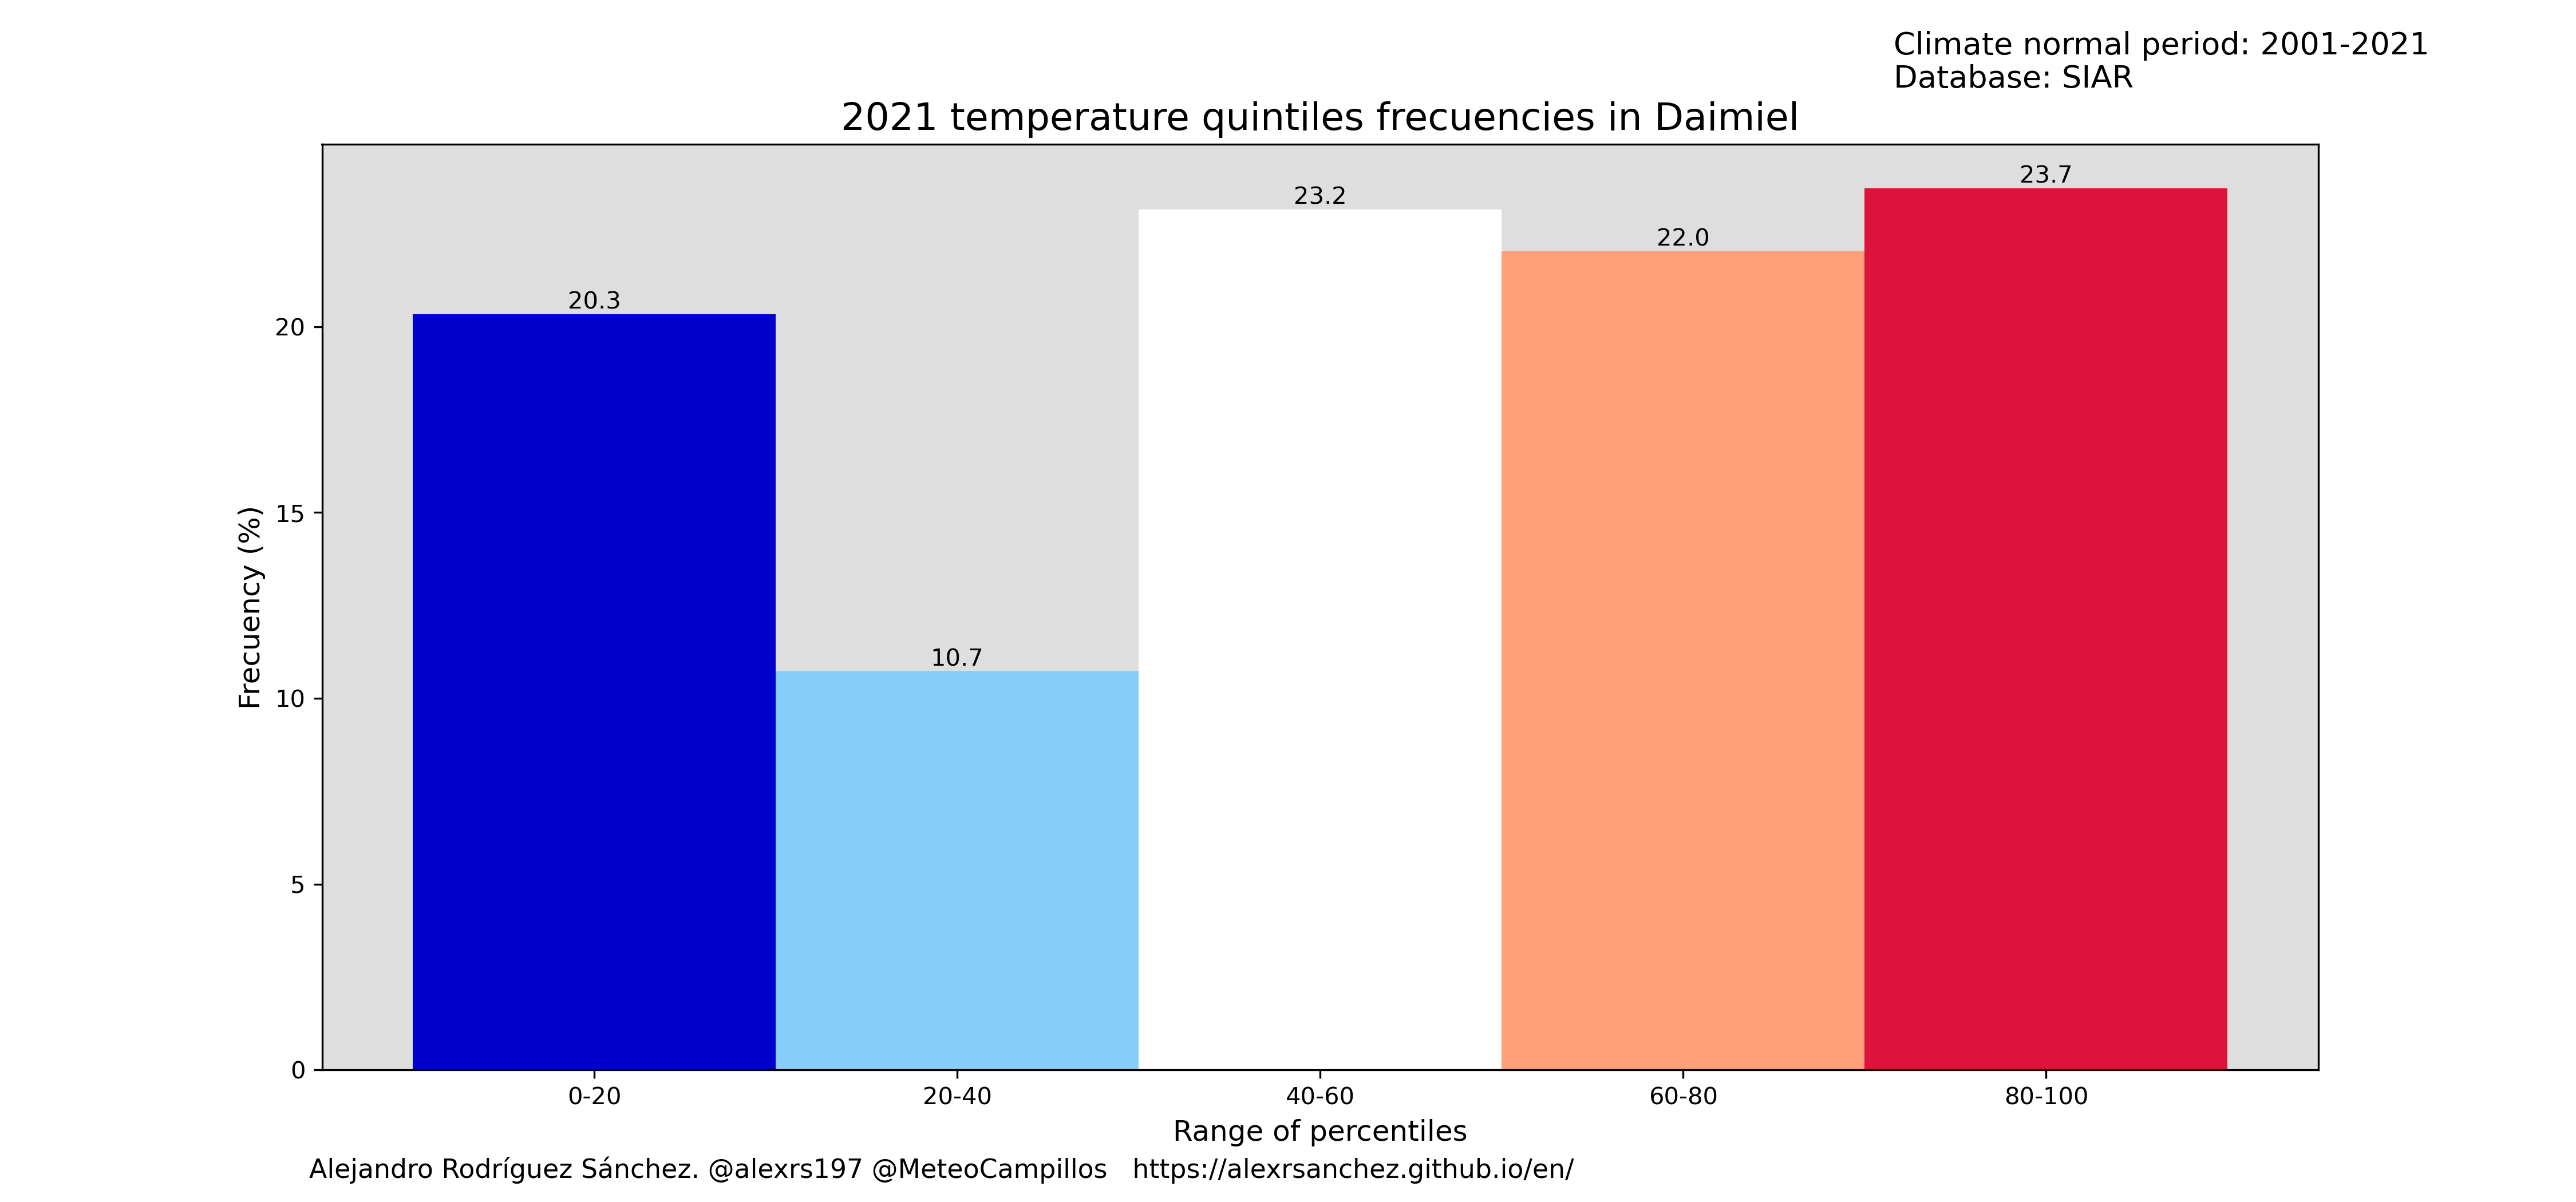 Climate normal period: 2001-2021
Database: SIAR
2021 temperature quintiles frecuencies in Daimiel
23.7
23.2
22.0
20.3
10.7
Frecuency (%)
20
15
10
5
0
0-20 20-40 40-60 60-80 80-100
Range of percentiles
Alejandro Rodríguez Sánchez. @alexrs197 @MeteoCampillos https://alexrsanchez.github.io/en/